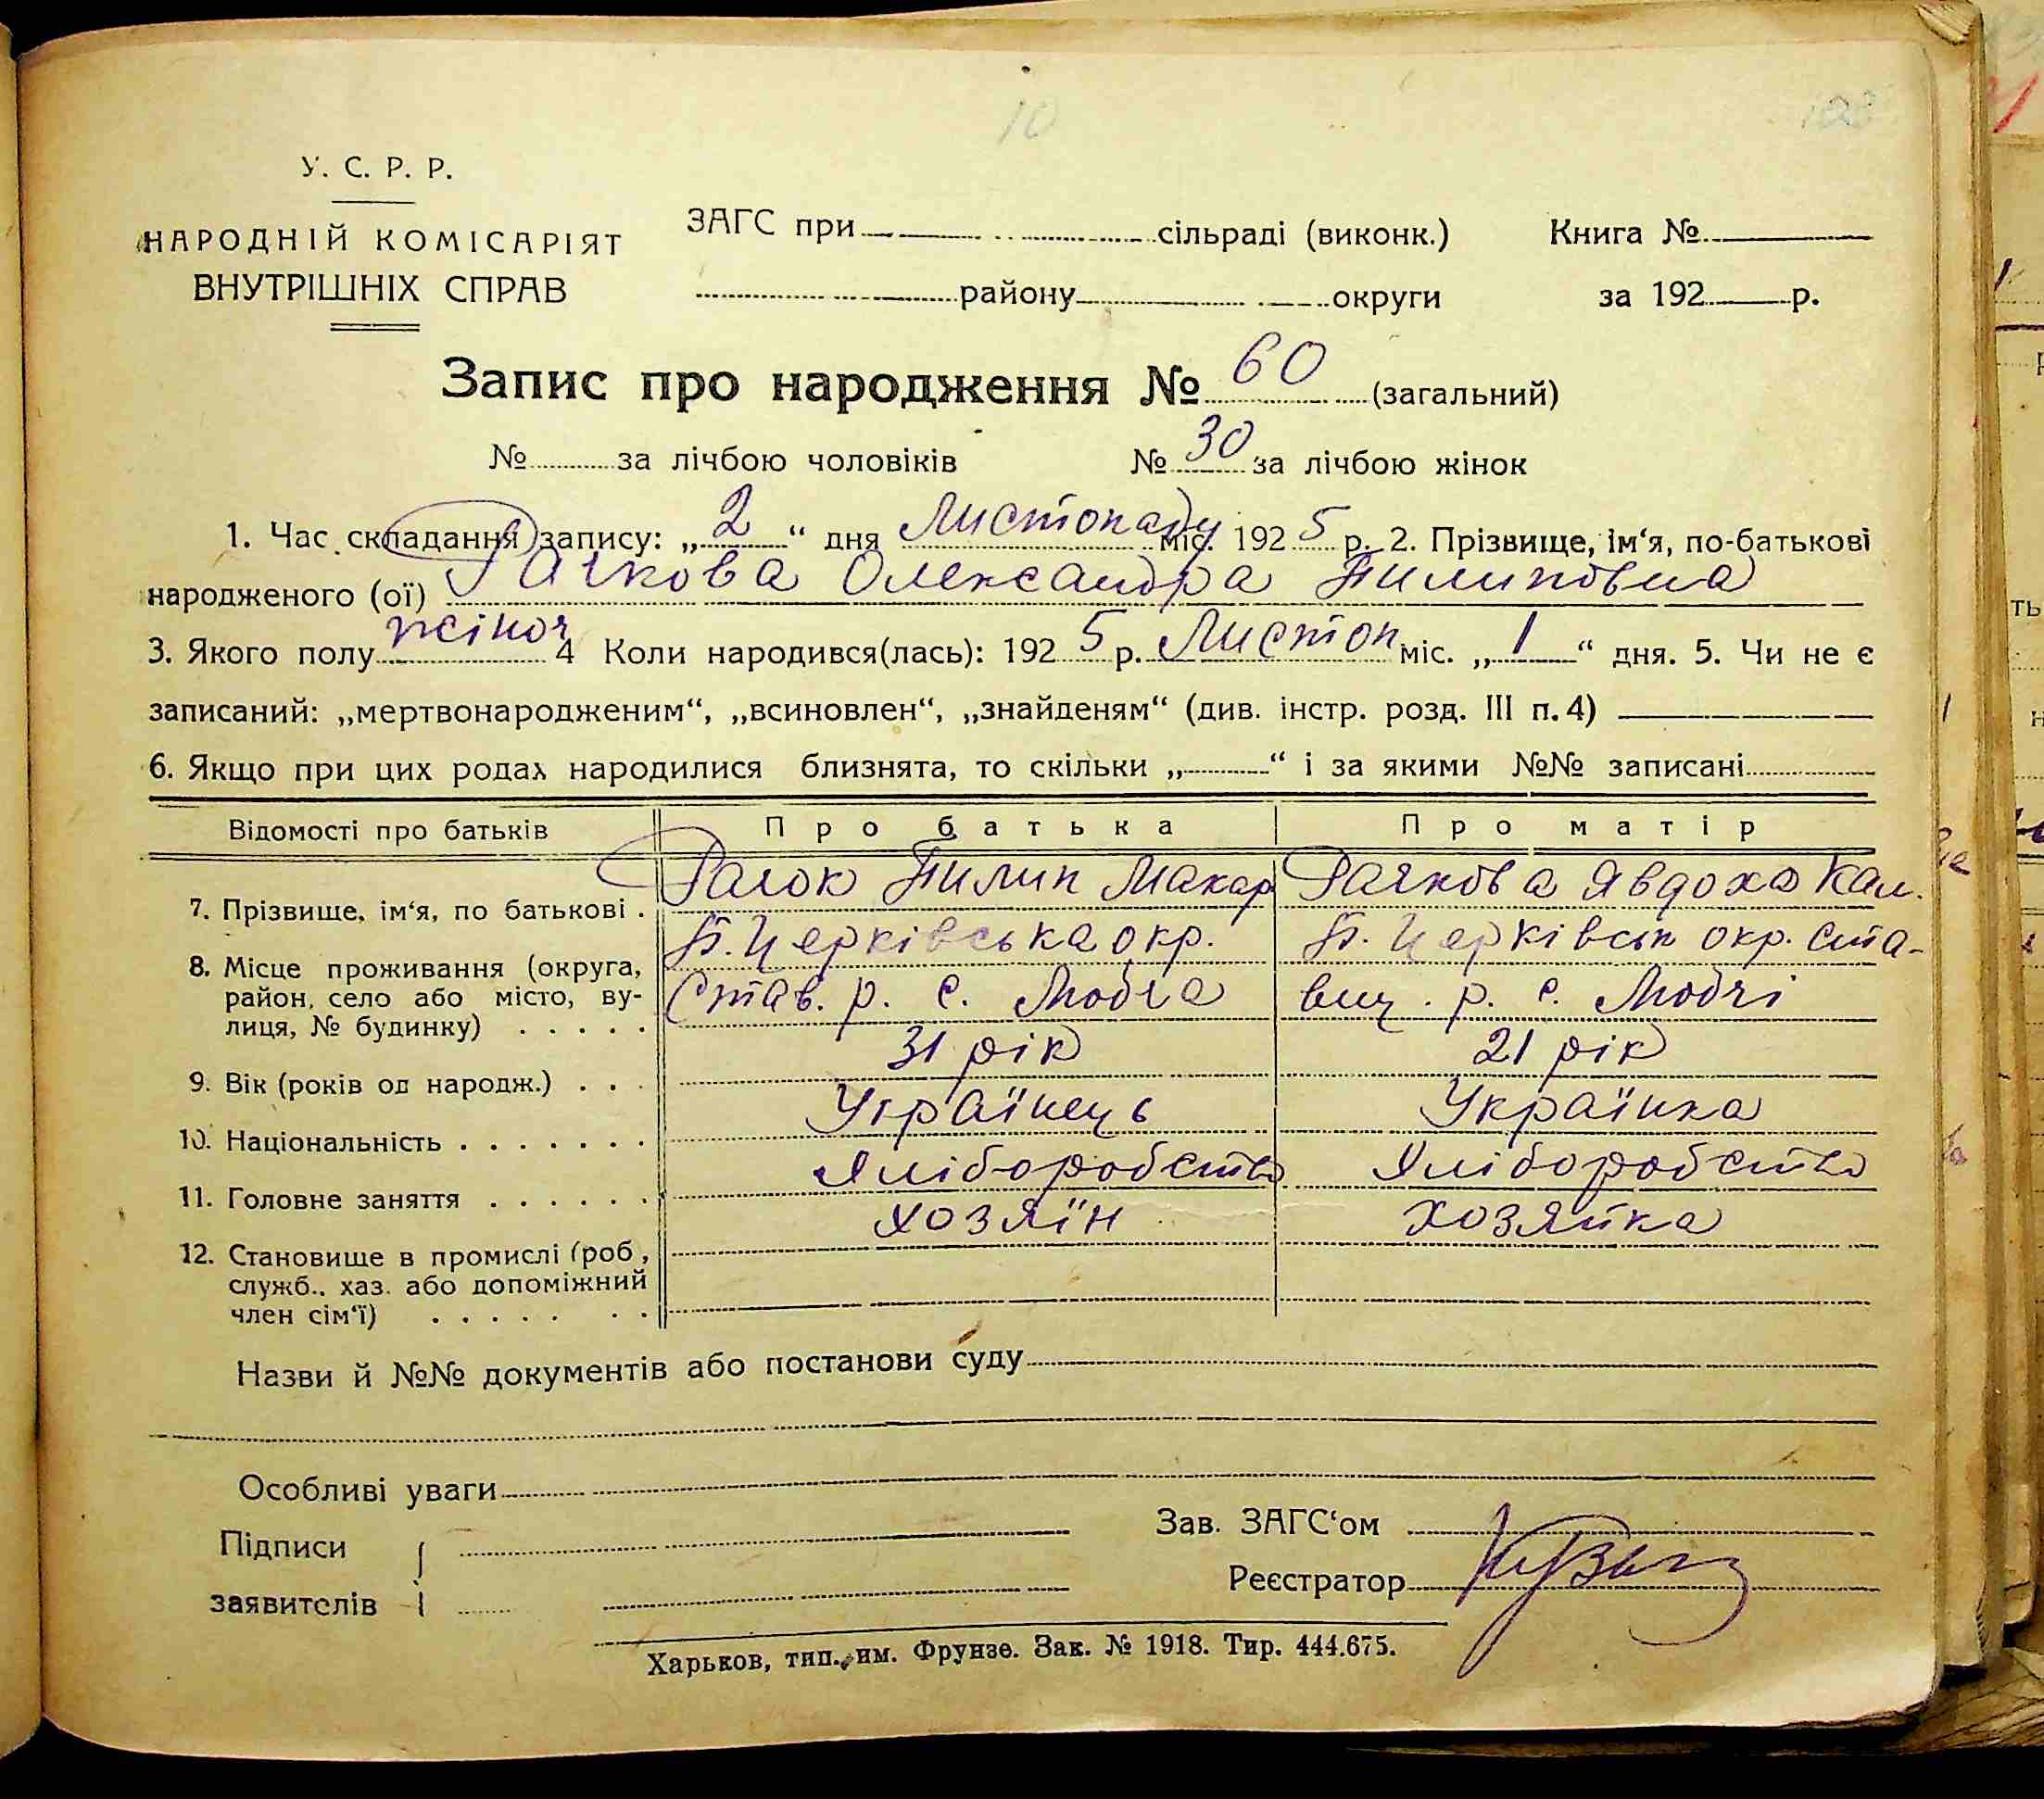 10
У. С. Р. Р.
НАРОДНІЙ КОМІСАРІЯТ
ВНУТРІШНІХ СПРАВ
ЗАГС при сільраді (виконк.)
району округи
Книга №
за 192 р.
Запис про народження № 60 (загальний)
№ за лічбою чоловіків № 30 за лічбою жінок
1. Час складання запису: „2“ дня Листопаду міс. 1925 р. 2. Прізвище, ім‘я, по-батькові
народженого (ої) Рачкова Олександра Пилиповна
3. Якого полу жіноч 4 Коли народився(лась): 1925 р. Листоп міс. „1“ дня. 5. Чи не є
записаний: „мертвонародженим“, „всиновлен“, „знайденям“ (див. інстр. розд. III п. 4)
6. Якщо при цих родах народилися близнята, то скільки „ “ і за якими №№ записані
Відомості про батьків Про батька Про матір
7. Прізвище, ім‘я, по батькові . Рачок Пилип Макар Рачкова Явдоха Кал.
8. Місце проживання (округа, Б. Церківська окр. Б. Церківськ окр. Ста-
район, село або місто, ву- Став. р. с. Любча вищ. р. с. Любчі
лиця, № будинку) . . . . .
9. Вік (років од народж.) . . . 31 рік 21 рік
10. Національність . . . . . . . Українець Українка
11. Головне заняття . . . . . . Хліборобство Хліборобство
12. Становище в промислі (роб., хозяїн хозяйка
служб., хаз. або допоміжний
член сім‘ї) . . . . . . .
Назви й №№ документів або постанови суду
Особливі уваги
Підписи
заявителів
Зав. ЗАГС‘ом
Реєстратор
Харьков, тип. им. Фрунзе. Зак. № 1918. Тир. 444.675.